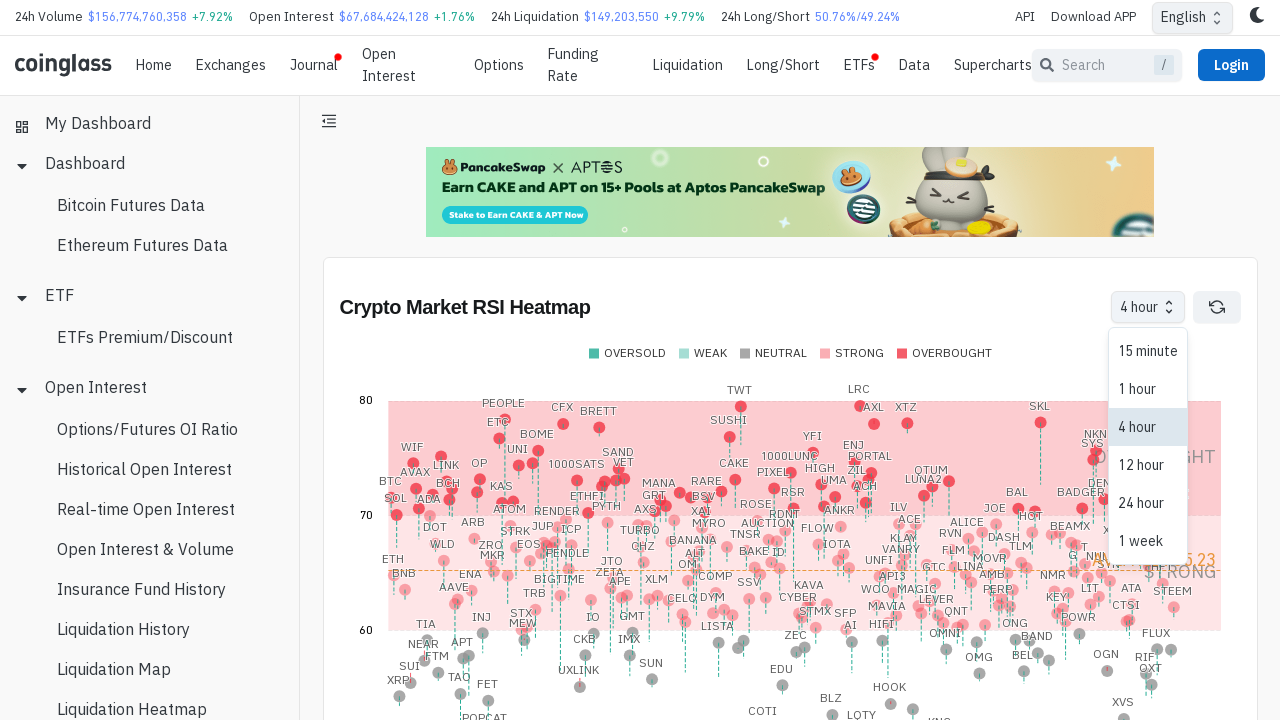 24h Volume $156,774,760,358 +7.92% Open Interest $67,684,424,128 +1.76% 24h Liquidation $149,203,550 +9.79% 24h Long/Short 50.76%/49.24% API Download APP English
coinglass Home Exchanges Journal Open Interest Options Funding Rate Liquidation Long/Short ETFs Data Supercharts Search / Login
My Dashboard
Dashboard
Bitcoin Futures Data
Ethereum Futures Data
ETF
ETFs Premium/Discount
Open Interest
Options/Futures OI Ratio
Historical Open Interest
Real-time Open Interest
Open Interest & Volume
Insurance Fund History
Liquidation History
Liquidation Map
Liquidation Heatmap
PancakeSwap X APTOS
Earn CAKE and APT on 15+ Pools at Aptos PancakeSwap
Stake to Earn CAKE & APT Now
Crypto Market RSI Heatmap 4 hour
15 minute
1 hour
4 hour
12 hour
24 hour
1 week
OVERSOLD WEAK NEUTRAL STRONG OVERBOUGHT
TWT LRC
80
PEOPLE CFX BRETT AXL XTZ SKL
ETC SUSHI
BOME YFI NKN
WIF UNI SAND ENJ SYS
AVAX LINK OP 1000SATS VET CAKE 1000LUNC PORTAL
PIXEL HIGH ZIL QTUM
BTC BCH KAS MANA RARE UMA ACH LUNA2 DEN
SOL ADA ETHFI GRT BSV RSR BAL BADGER
ATOM RENDER PYTH AXS XAI ROSE ANKR ILV JOE
70
RDNT HOT
DOT ARB STRK JUP ICP TURBO MYRO AUCTION FLOW ACE ALICE BEAMX
WLD ZRO EOS CHZ BANANA TNSR IOTA KLAY RVN DASH
ETH MKR PENDLE ALT BAKE ID VANRY FLM TLM
BNB JTO OM UNFI GTC MOVR
ENA BIGTIME ZETA APE XLM COMP SSV API3 LINA AMB NMR STRONG
AAVE TRB CELO DYM KAVA WOO MAGIC PERP LIT ATA STEEM
CYBER LEVER KEY
TIA INJ STX IO GMT STMX SFP MAVIA QNT CTSI
60
MEW LISTA AI HIFI ONG POWR
NEAR APT CKB IMX ZEC OMNI BAND FLUX
SUI FTM UXLINK SUN EDU OMG BEL OGN RIF
XRP TAO FET HOOK OXT
POPCAT COTI BLZ LQTY XVS